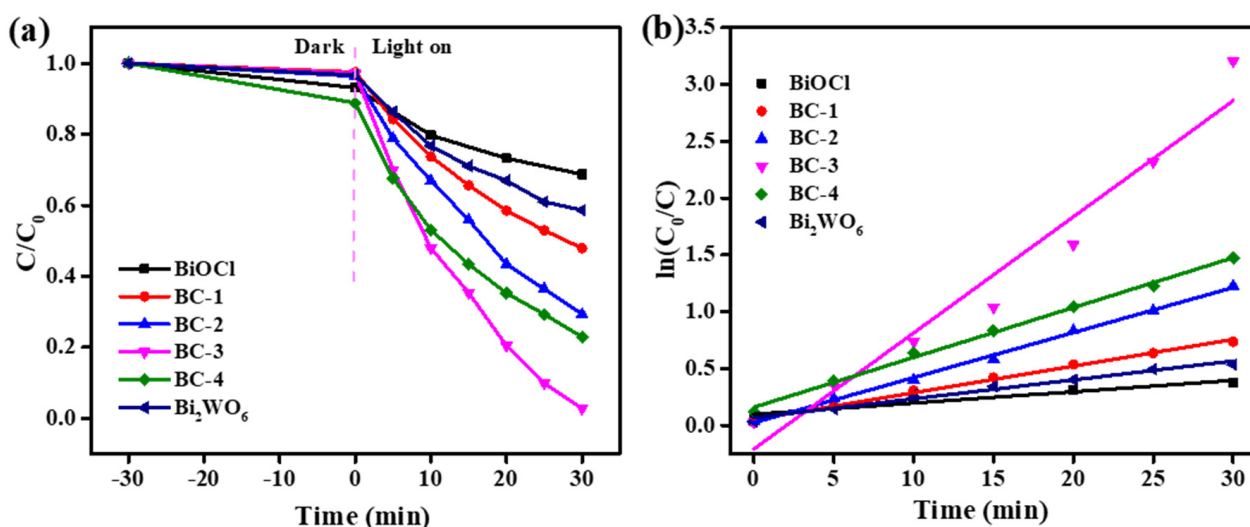 (a)
Dark
Light on
C/C₀
1.0
0.8
0.6
0.4
0.2
0.0
BiOCl
BC-1
BC-2
BC-3
BC-4
Bi₂WO₆
-30
-20
-10
0
0
10
20
30
Time (min)
(b)
ln(C₀/C)
3.5
3.0
2.5
2.0
1.5
1.0
0.5
0.0
BiOCl
BC-1
BC-2
BC-3
BC-4
Bi₂WO₆
0
5
10
15
20
25
30
Time (min)